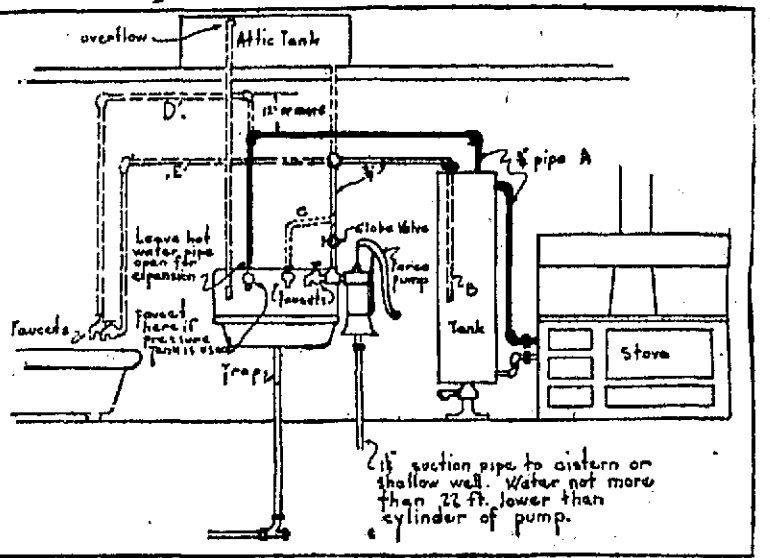 overflow
Attic Tank
D.
12" or more
E
¾" pipe A
C
Globe Valve
Leave hot
water pipe
open for
expansion
Force
pump
(faucets)
B
Faucets
Faucet
here if
pressure
Tank is used
Tank
Stove
Trap
1½" suction pipe to cistern or
shallow well. Water not more
than 22 ft. lower than
cylinder of pump.